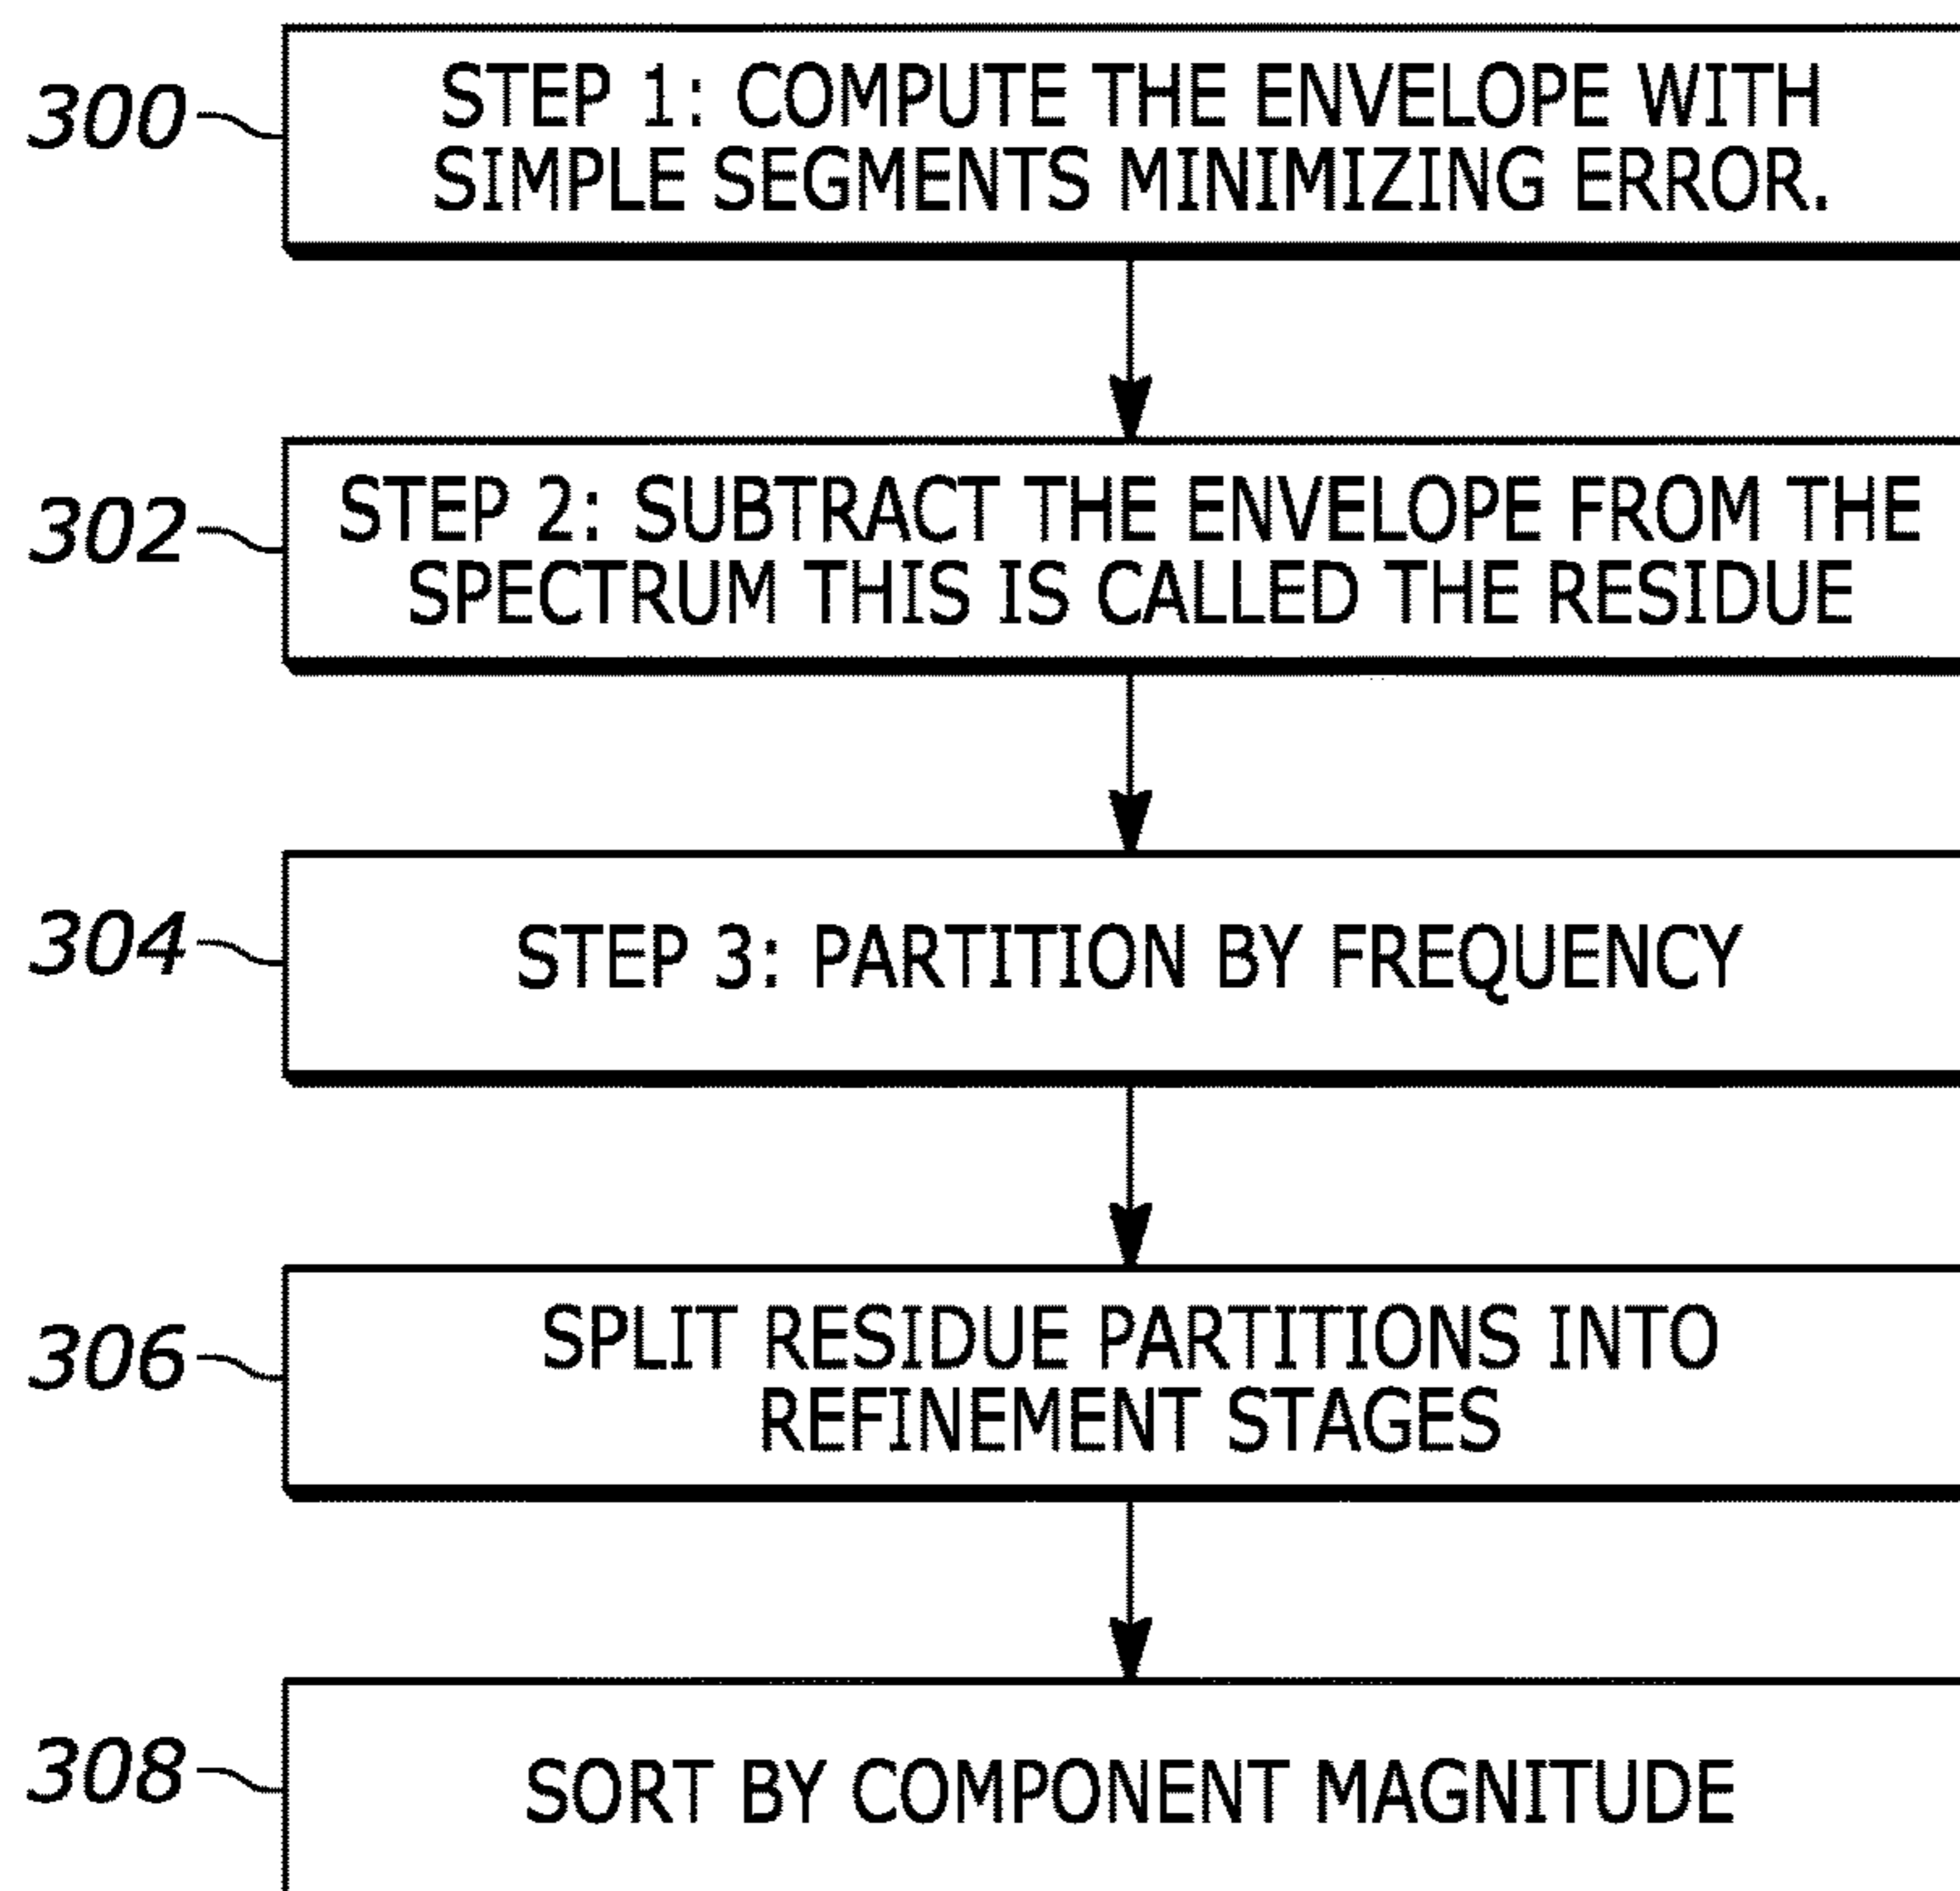 300
STEP 1: COMPUTE THE ENVELOPE WITH
SIMPLE SEGMENTS MINIMIZING ERROR.
302
STEP 2: SUBTRACT THE ENVELOPE FROM THE
SPECTRUM THIS IS CALLED THE RESIDUE
304
STEP 3: PARTITION BY FREQUENCY
306
SPLIT RESIDUE PARTITIONS INTO
REFINEMENT STAGES
308
SORT BY COMPONENT MAGNITUDE